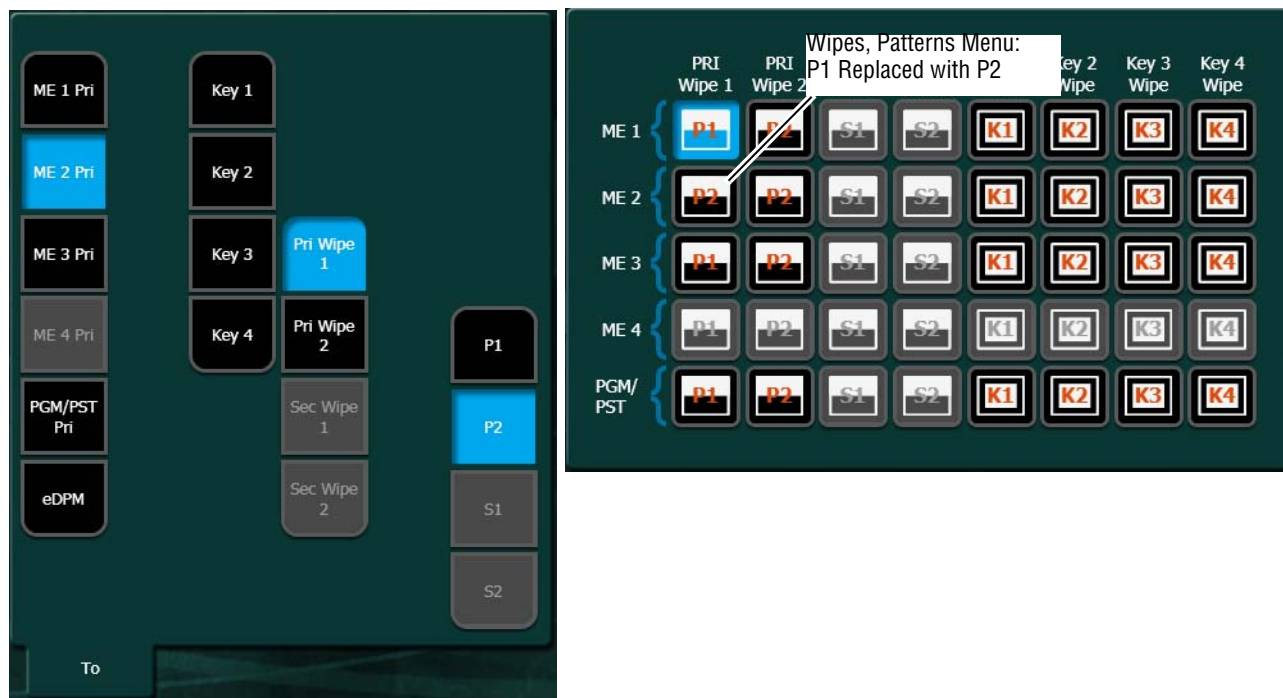 ME 1 Pri
ME 2 Pri
ME 3 Pri
ME 4 Pri
PGM/PST
Pri
eDPM
Key 1
Key 2
Key 3
Key 4
Pri Wipe
1
Pri Wipe
2
Sec Wipe
1
Sec Wipe
2
P1
P2
S1
S2
To
Wipes, Patterns Menu:
P1 Replaced with P2
PRI PRI Key 2 Key 3 Key 4
Wipe 1 Wipe 2 Wipe Wipe Wipe
ME 1 P1 P2 S1 S2 K1 K2 K3 K4
ME 2 P2 P2 S1 S2 K1 K2 K3 K4
ME 3 P1 P2 S1 S2 K1 K2 K3 K4
ME 4 P1 P2 S1 S2 K1 K2 K3 K4
PGM/
PST P1 P2 S1 S2 K1 K2 K3 K4